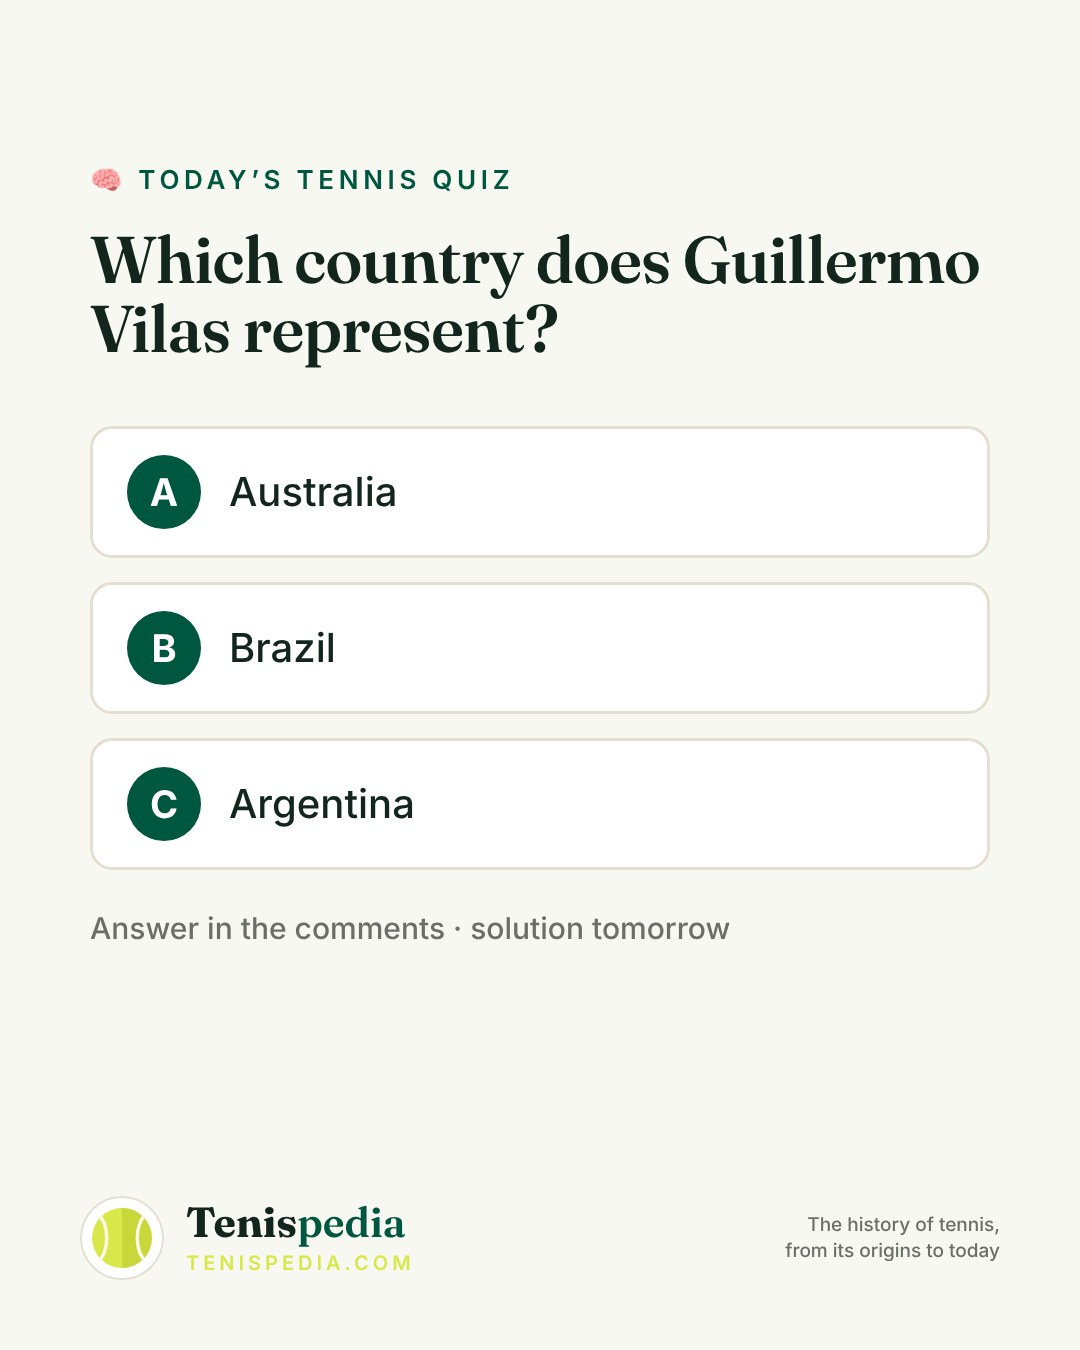 🧠 TODAY’S TENNIS QUIZ
Which country does Guillermo
Vilas represent?
A Australia
B Brazil
C Argentina
Answer in the comments · solution tomorrow
Tenispedia
TENISPEDIA.COM
The history of tennis,
from its origins to today